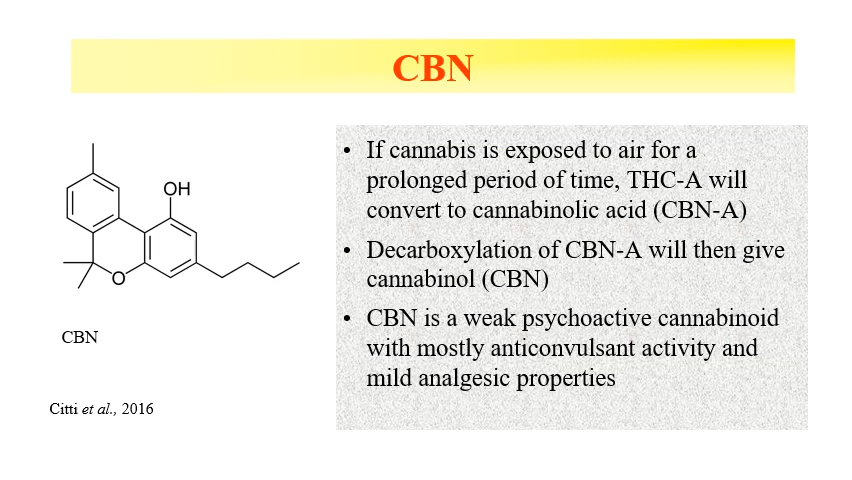 CBN
OH
O
CBN
Citti et al., 2016
• If cannabis is exposed to air for a
prolonged period of time, THC-A will
convert to cannabinolic acid (CBN-A)
• Decarboxylation of CBN-A will then give
cannabinol (CBN)
• CBN is a weak psychoactive cannabinoid
with mostly anticonvulsant activity and
mild analgesic properties